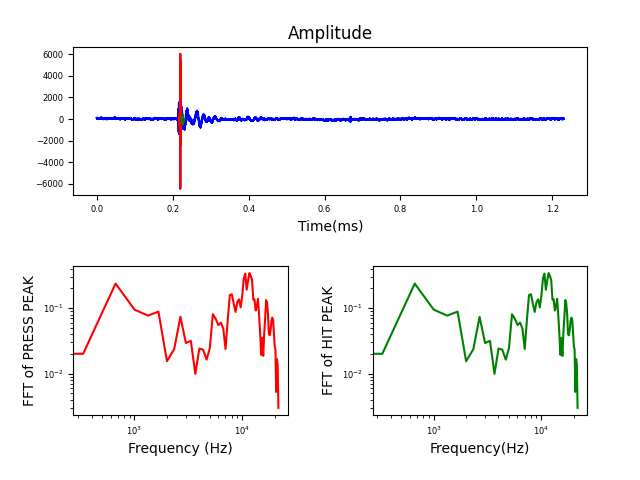 Amplitude
6000
4000
2000
0
−2000
−4000
−6000
0.0 0.2 0.4 0.6 0.8 1.0 1.2
Time(ms)
FFT of PRESS PEAK
10⁻¹
10⁻²
10³ 10⁴
Frequency (Hz)
FFT of HIT PEAK
10⁻¹
10⁻²
10³ 10⁴
Frequency(Hz)